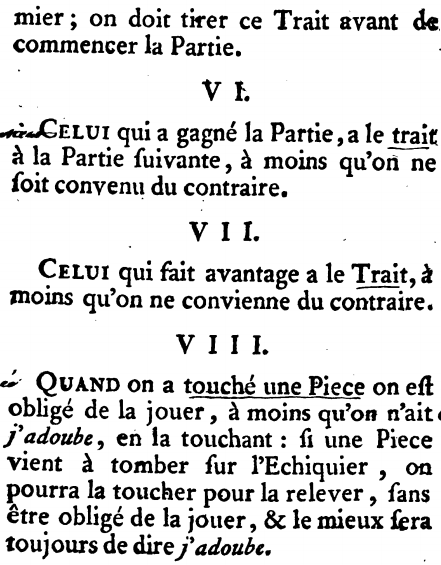 mier ; on doit tirer ce Trait avant de
commencer la Partie.
VI.
CELUI qui a gagné la Partie, a le trait
à la Partie ſuivante, à moins qu'on ne
ſoit convenu du contraire.
VII.
CELUI qui fait avantage a le Trait, à
moins qu'on ne convienne du contraire.
VIII.
QUAND on a touché une Piece on eſt
obligé de la jouer, à moins qu'on n'ait
j'adoube, en la touchant : ſi une Piece
vient à tomber ſur l'Echiquier, on
pourra la toucher pour la relever, ſans
être obligé de la jouer, & le mieux ſera
toujours de dire j'adoube.